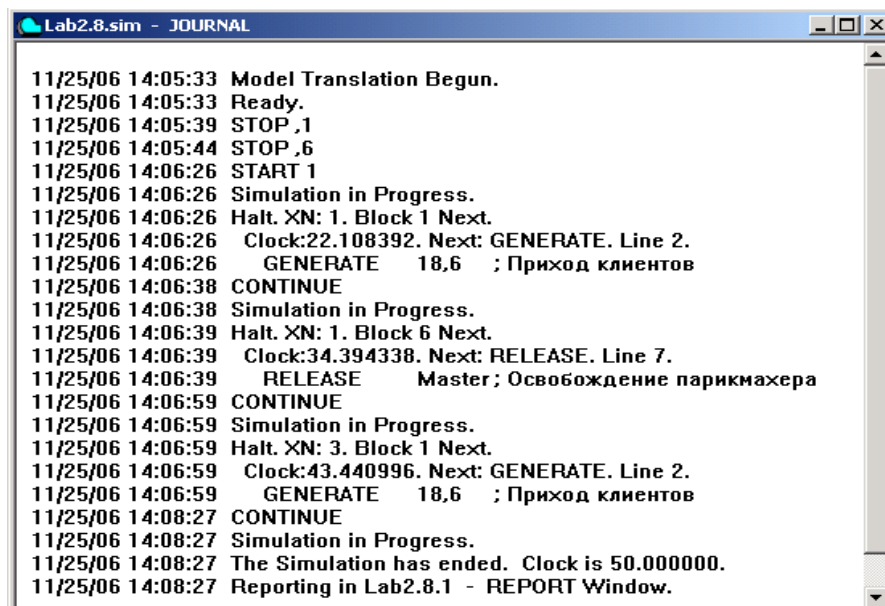 Lab2.8.sim - JOURNAL
11/25/06 14:05:33 Model Translation Begun.
11/25/06 14:05:33 Ready.
11/25/06 14:05:39 STOP ,1
11/25/06 14:05:44 STOP ,6
11/25/06 14:06:26 START 1
11/25/06 14:06:26 Simulation in Progress.
11/25/06 14:06:26 Halt. XN: 1. Block 1 Next.
11/25/06 14:06:26 Clock:22.108392. Next: GENERATE. Line 2.
11/25/06 14:06:26 GENERATE 18,6 ; Приход клиентов
11/25/06 14:06:38 CONTINUE
11/25/06 14:06:38 Simulation in Progress.
11/25/06 14:06:39 Halt. XN: 1. Block 6 Next.
11/25/06 14:06:39 Clock:34.394338. Next: RELEASE. Line 7.
11/25/06 14:06:39 RELEASE Master ; Освобождение парикмахера
11/25/06 14:06:59 CONTINUE
11/25/06 14:06:59 Simulation in Progress.
11/25/06 14:06:59 Halt. XN: 3. Block 1 Next.
11/25/06 14:06:59 Clock:43.440996. Next: GENERATE. Line 2.
11/25/06 14:06:59 GENERATE 18,6 ; Приход клиентов
11/25/06 14:08:27 CONTINUE
11/25/06 14:08:27 Simulation in Progress.
11/25/06 14:08:27 The Simulation has ended. Clock is 50.000000.
11/25/06 14:08:27 Reporting in Lab2.8.1 - REPORT Window.